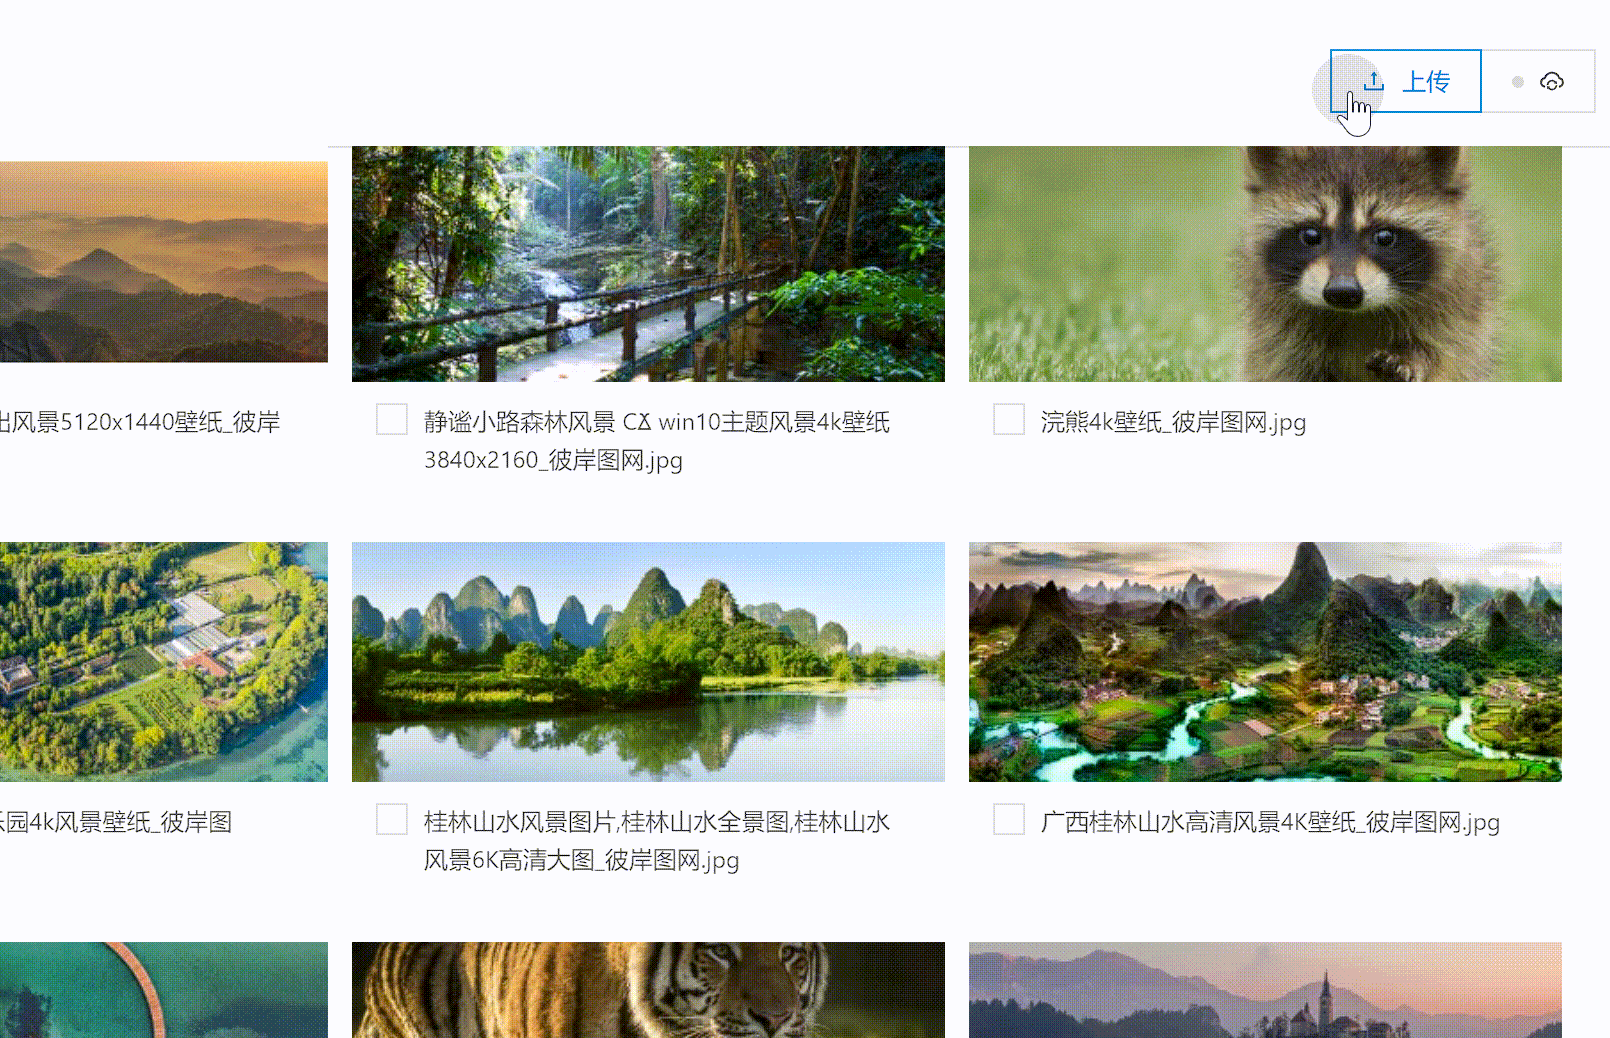 上传
风景5120x1440壁纸_彼岸
静谧小路森林风景 win10主题风景4k壁纸
3840x2160_彼岸图网.jpg
浣熊4k壁纸_彼岸图网.jpg
园4k风景壁纸_彼岸图
桂林山水风景图片,桂林山水全景图,桂林山水
风景6K高清大图_彼岸图网.jpg
广西桂林山水高清风景4K壁纸_彼岸图网.jpg